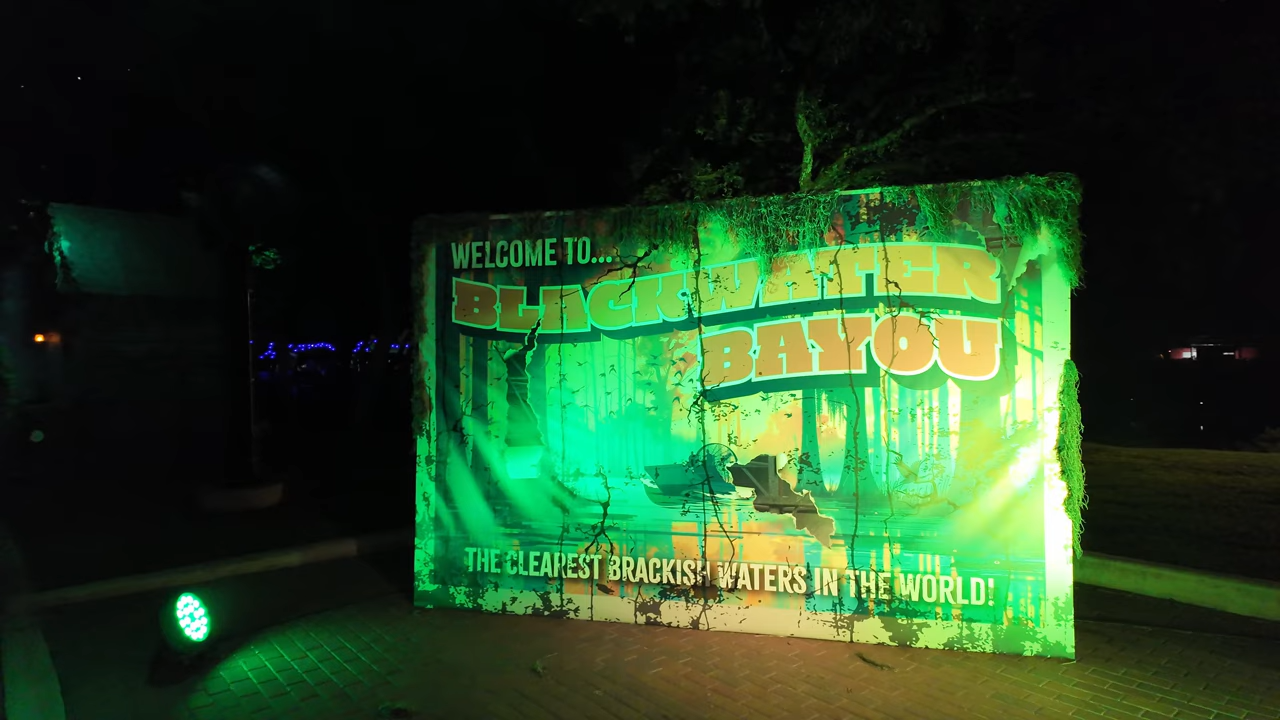 WELCOME TO...
BLACKWATER
BAYOU
THE CLEAREST BRACKISH WATERS IN THE WORLD!